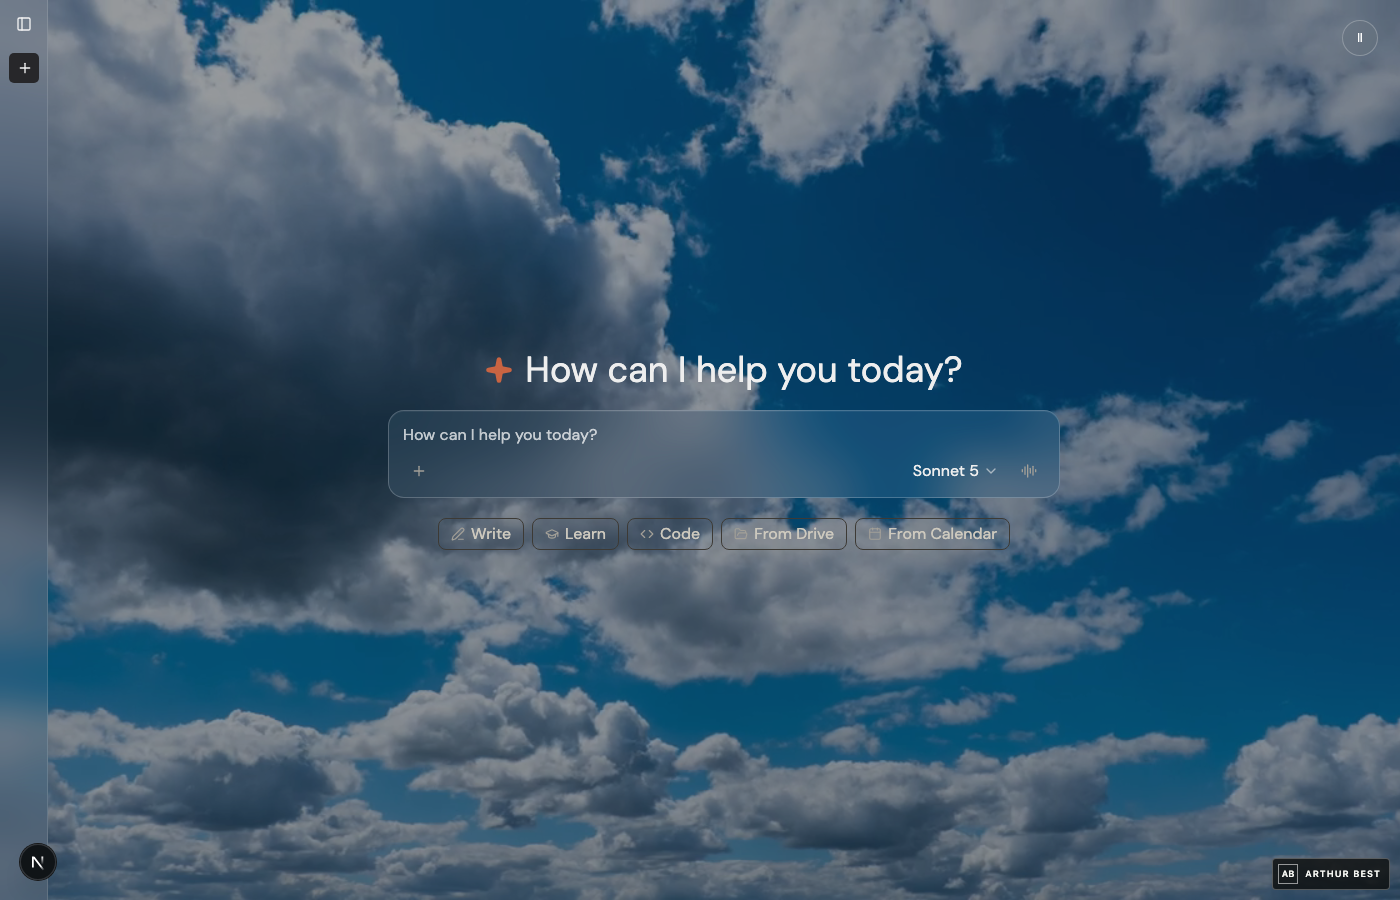 How can I help you today?
How can I help you today?
Sonnet 5
Write
Learn
Code
From Drive
From Calendar
N
AB ARTHUR BEST